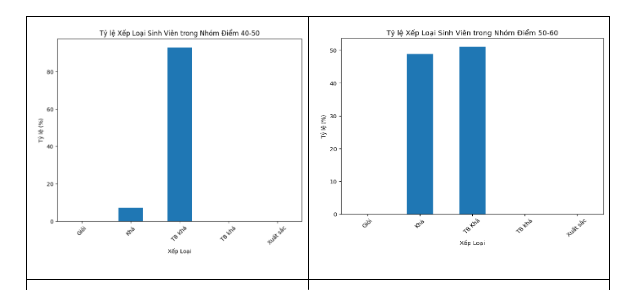 Tỷ lệ Xếp Loại Sinh Viên trong Nhóm Điểm 40-50
80
60
40
20
0
Tỷ lệ (%)
Giỏi
Khá
TB Khá
TB khá
Xuất sắc
Xếp Loại
Tỷ lệ Xếp Loại Sinh Viên trong Nhóm Điểm 50-60
50
40
30
20
10
0
Tỷ lệ (%)
Giỏi
Khá
TB Khá
TB khá
Xuất sắc
Xếp Loại